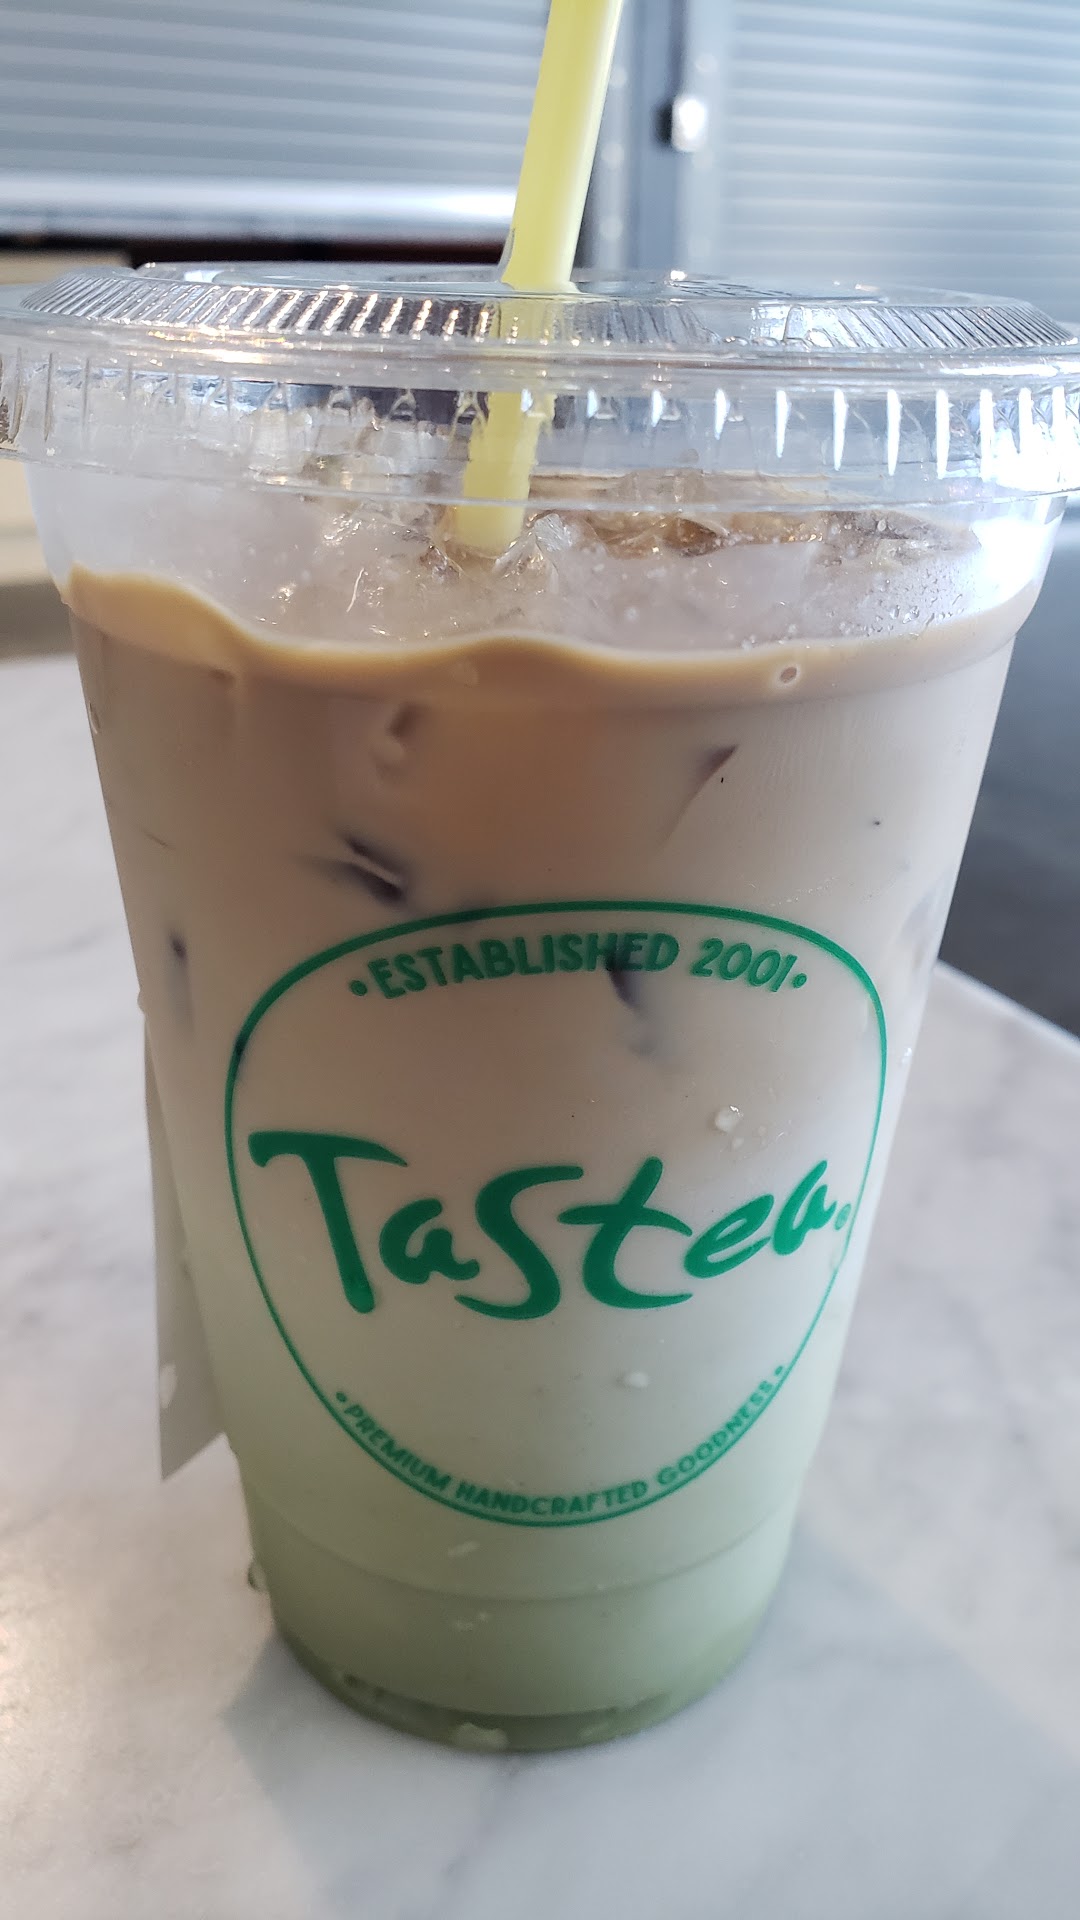 •ESTABLISHED 2001•
Tastea®
•PREMIUM HANDCRAFTED GOODNESS•